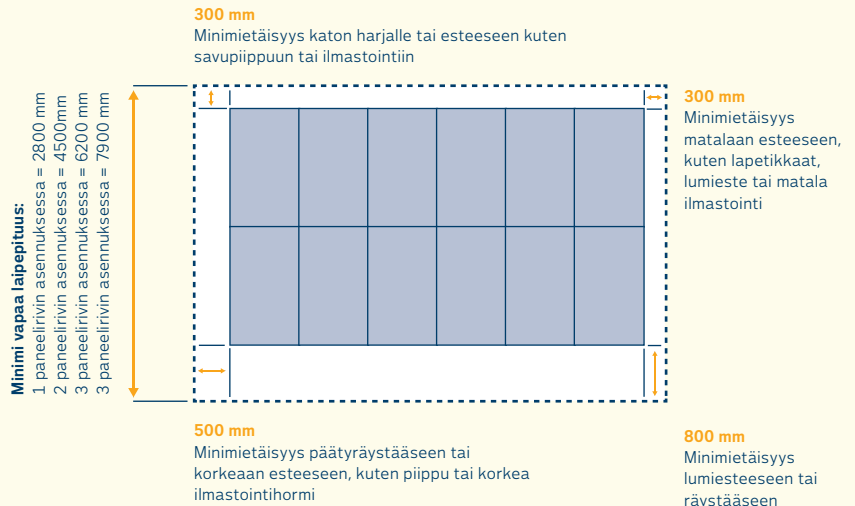 300 mm
Minimietäisyys katon harjalle tai esteeseen kuten
savupiippuun tai ilmastointiin
Minimi vapaa laipepituus:
1 paneelirivin asennuksessa = 2800 mm
2 paneelirivin asennuksessa = 4500mm
3 paneelirivin asennuksessa = 6200 mm
3 paneelirivin asennuksessa = 7900 mm
300 mm
Minimietäisyys
matalaan esteeseen,
kuten lapetikkaat,
lumieste tai matala
ilmastointi
500 mm
Minimietäisyys päätyräystääseen tai
korkeaan esteeseen, kuten piippu tai korkea
ilmastointihormi
800 mm
Minimietäisyys
lumiesteeseen tai
räystääseen